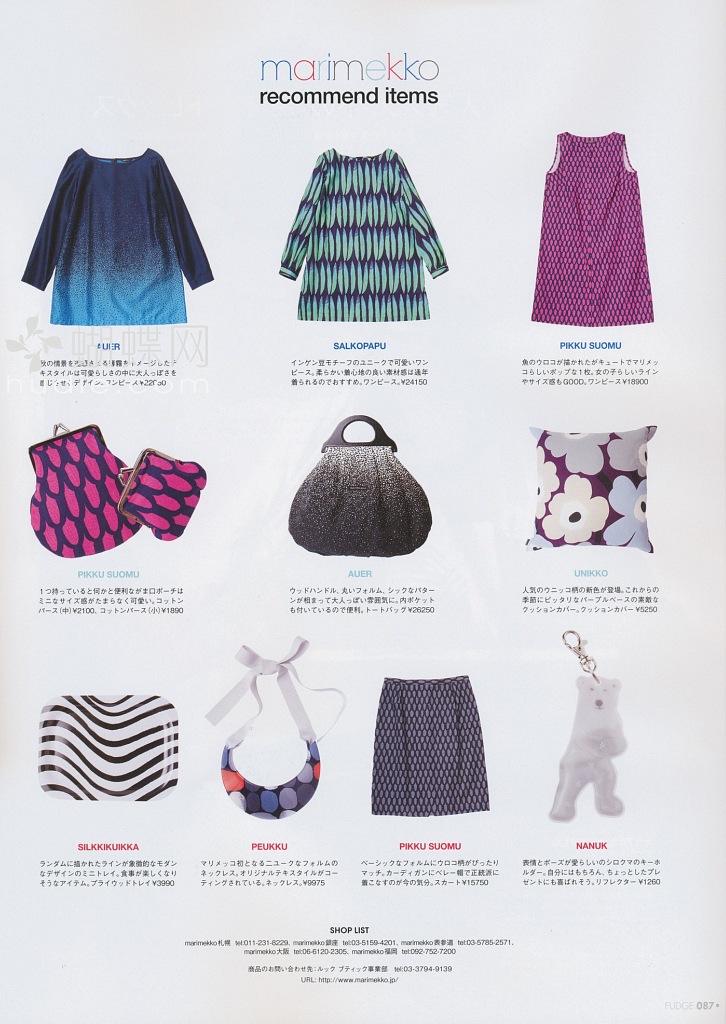 marimekko
recommend items
AUER
キスタイルは可愛らしさの中に大人っぽさを
SALKOPAPU
インゲン豆モチーフのユニークで可愛いワン
ピース。柔らかい着心地の良い素材感は通年
着られるのでおすすめ。ワンピース。¥24150
PIKKU SUOMU
魚のウロコが描かれたがキュートでマリメッ
コらしいポップな1枚。女の子らしいライン
やサイズ感もGOOD。ワンピース¥18900
PIKKU SUOMU
1つ持っていると何かと便利ながま口ポーチは
ミニなサイズ感がたまらなく可愛い。コットン
パース(中)¥2100、コットンパース(小)¥1890
AUER
ウッドハンドル、丸いフォルム、シックなパター
ンが相まって大人っぽい雰囲気に。内ポケット
も付いているので便利。トートバッグ¥26250
UNIKKO
人気のウニッコ柄の新色が登場。これからの
季節にピッタリなパープルベースの素敵な
クッションカバー。クッションカバー¥5250
SILKKIKUIKKA
ランダムに描かれたラインが象徴的なモダン
なデザインのミニトレイ。食事が楽しくなり
そうなアイテム。プライウッドトレイ¥3990
PEUKKU
マリメッコ初となる二ユークなフォルムの
ネックレス。オリジナルテキスタイルがコー
ティングされている。ネックレス。¥9975
PIKKU SUOMU
ベーシックなフォルムにウロコ柄がぴったり
マッチ。カーディガンにベレー帽で正統派に
着こなすのが今の気分。スカート¥15750
NANUK
表情とポーズが愛らしいのシロクマのキーホ
ルダー。自分にはもちろん、ちょっとしたプレ
ゼントにも喜ばれそう。リフレクター¥1260
SHOP LIST
marimekko札幌 tel:011-231-8229、marimekko銀座 tel:03-5159-4201、marimekko表参道 tel:03-5785-2571、
marimekko大阪 tel:06-6120-2305、marimekko福岡 tel:092-752-7200
商品のお問い合わせ先：ルック ブティック事業部 tel:03-3794-9139
URL: http://www.marimekko.jp/
FUDGE 087
蝴蝶网